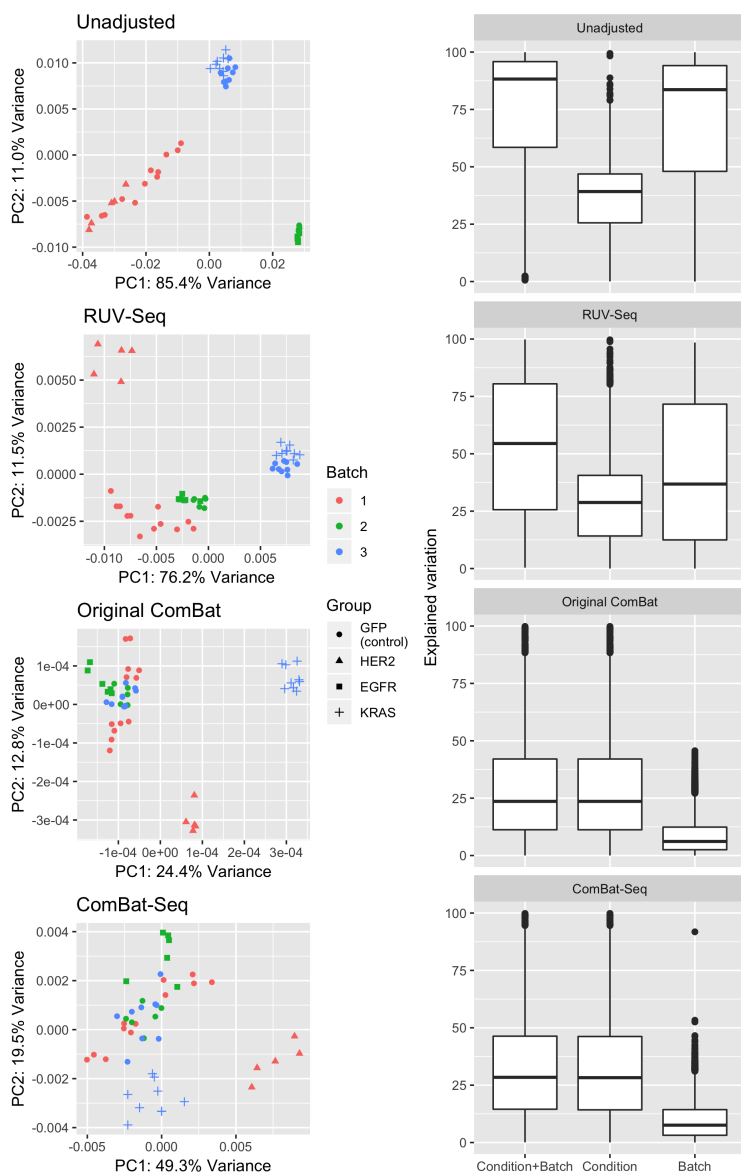 Unadjusted
PC2: 11.0% Variance
0.010
0.005
0.000
-0.005
-0.010
-0.04
-0.02
0.00
0.02
PC1: 85.4% Variance
RUV-Seq
PC2: 11.5% Variance
0.0050
0.0025
0.0000
-0.0025
-0.010
-0.005
0.000
0.005
PC1: 76.2% Variance
Original ComBat
PC2: 12.8% Variance
1e-04
0e+00
-1e-04
-2e-04
-3e-04
-1e-04
0e+00
1e-04
2e-04
3e-04
PC1: 24.4% Variance
ComBat-Seq
PC2: 19.5% Variance
0.004
0.002
0.000
-0.002
-0.004
-0.005
0.000
0.005
PC1: 49.3% Variance
Batch
1
2
3
Group
GFP
(control)
HER2
EGFR
KRAS
Explained variation
Unadjusted
100
75
50
25
0
RUV-Seq
100
75
50
25
0
Original ComBat
100
75
50
25
0
ComBat-Seq
100
75
50
25
0
Condition+Batch
Condition
Batch